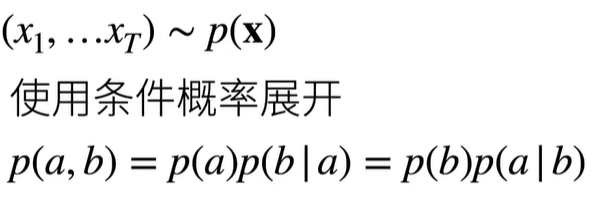 (x₁, …x_T) ~ p(𝐱)
使用条件概率展开
p(a, b) = p(a)p(b | a) = p(b)p(a | b)